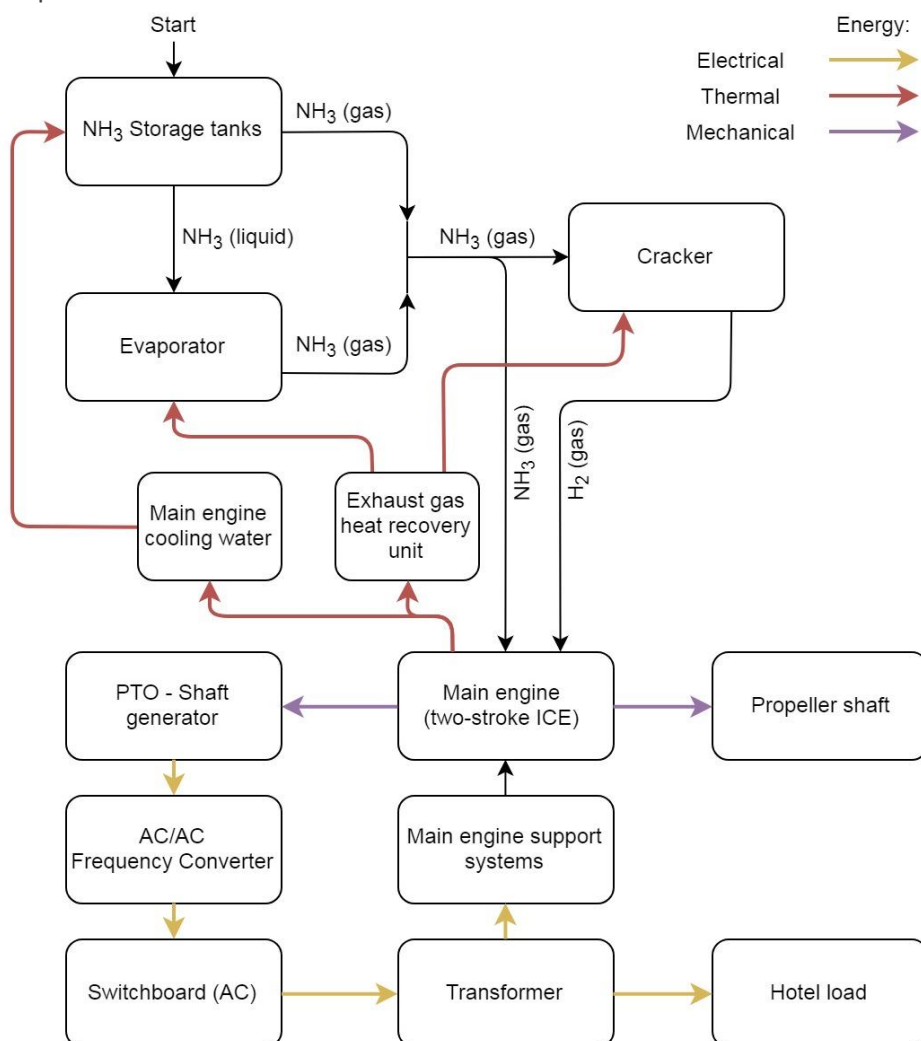 Start
Energy:
Electrical
Thermal
Mechanical
NH₃ Storage tanks
NH₃ (gas)
NH₃ (liquid)
NH₃ (gas)
Cracker
Evaporator
NH₃ (gas)
NH₃ (gas)
H₂ (gas)
Main engine
cooling water
Exhaust gas
heat recovery
unit
PTO - Shaft
generator
Main engine
(two-stroke ICE)
Propeller shaft
AC/AC
Frequency Converter
Main engine support
systems
Switchboard (AC)
Transformer
Hotel load